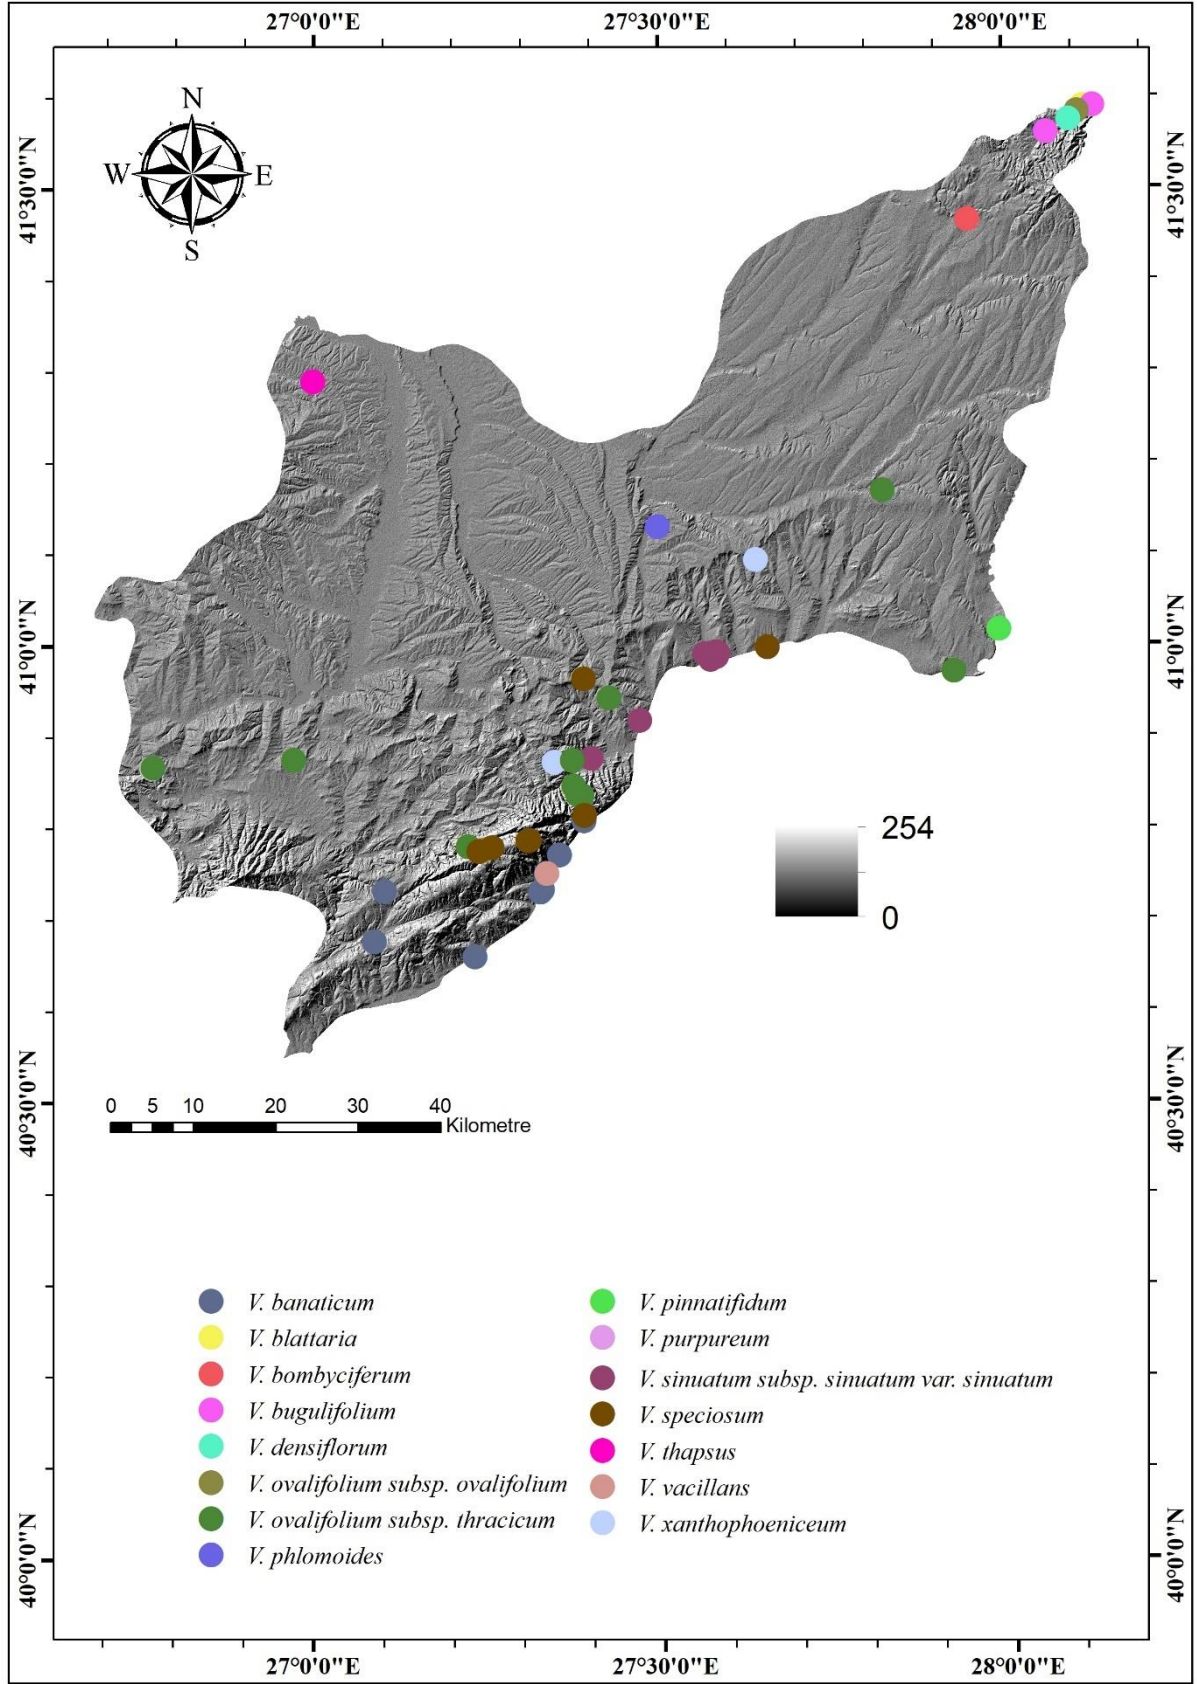 27°0'0"E 27°30'0"E 28°0'0"E
N
W E
S
41°30'0"N 41°30'0"N
41°0'0"N 41°0'0"N
254
0
40°30'0"N 40°30'0"N
0 5 10 20 30 40
Kilometre
V. banaticum
V. blattaria
V. bombyciferum
V. bugulifolium
V. densiflorum
V. ovalifolium subsp. ovalifolium
V. ovalifolium subsp. thracicum
V. phlomoides
V. pinnatifidum
V. purpureum
V. sinuatum subsp. sinuatum var. sinuatum
V. speciosum
V. thapsus
V. vacillans
V. xanthophoeniceum
40°0'0"N 40°0'0"N
27°0'0"E 27°30'0"E 28°0'0"E